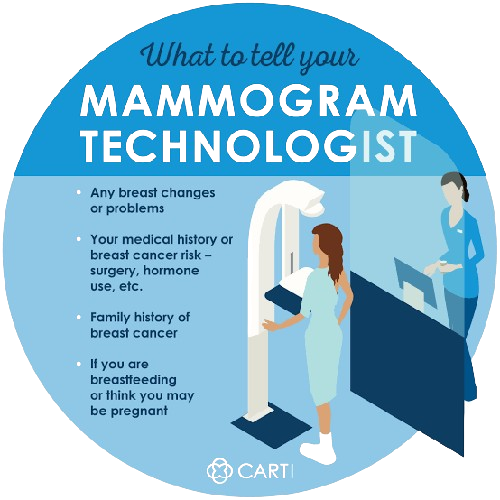 What to tell your
MAMMOGRAM
TECHNOLOGIST
• Any breast changes
or problems
• Your medical history or
breast cancer risk –
surgery, hormone
use, etc.
• Family history of
breast cancer
• If you are
breastfeeding
or think you may
be pregnant
CARTI